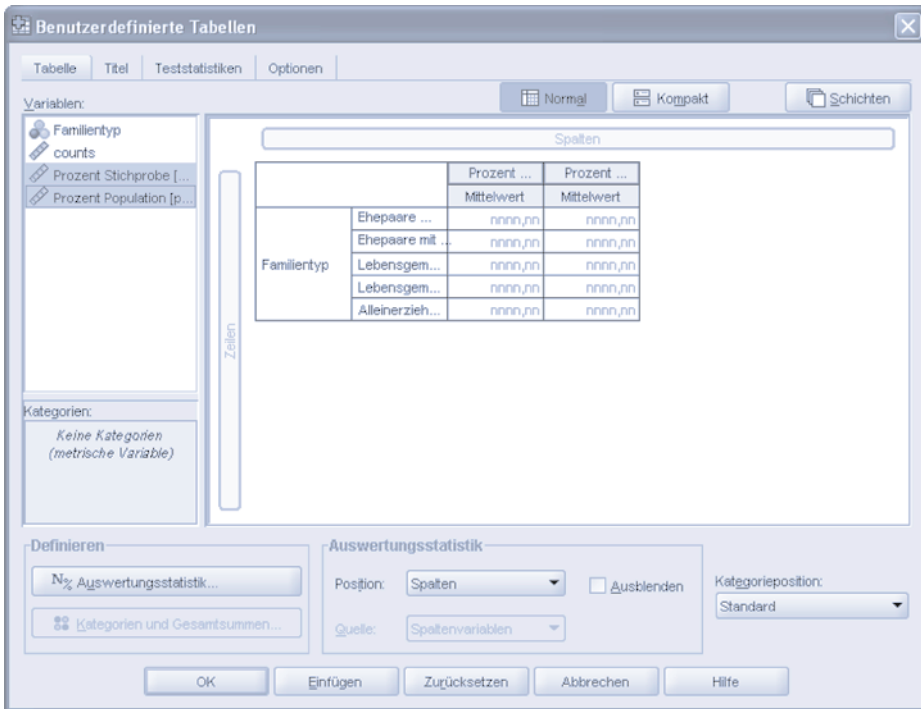 Benutzerdefinierte Tabellen
Tabelle Titel Teststatistiken Optionen
Variablen:
Normal Kompakt Schichten
Familientyp
counts
Prozent Stichprobe [...
Prozent Population [p...
Spalten
Zeilen
Prozent ... Prozent ...
Mittelwert Mittelwert
Familientyp
Ehepaare ... nnnn,nn nnnn,nn
Ehepaare mit ... nnnn,nn nnnn,nn
Lebensgem... nnnn,nn nnnn,nn
Lebensgem... nnnn,nn nnnn,nn
Alleinerzieh... nnnn,nn nnnn,nn
Kategorien:
Keine Kategorien
(metrische Variable)
Definieren
N% Auswertungsstatistik...
Kategorien und Gesamtsummen...
Auswertungsstatistik
Position: Spalten Ausblenden
Quelle: Spaltenvariablen
Kategorieposition:
Standard
OK Einfügen Zurücksetzen Abbrechen Hilfe